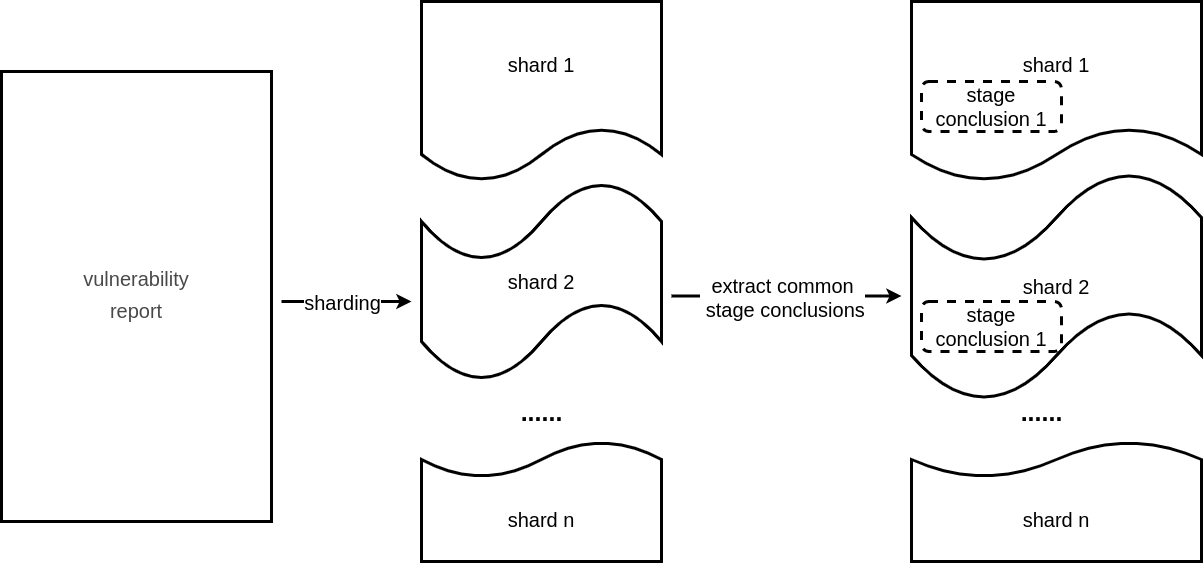 vulnerability
report
sharding
shard 1
shard 2
......
shard n
extract common
stage conclusions
shard 1
stage
conclusion 1
shard 2
stage
conclusion 1
......
shard n